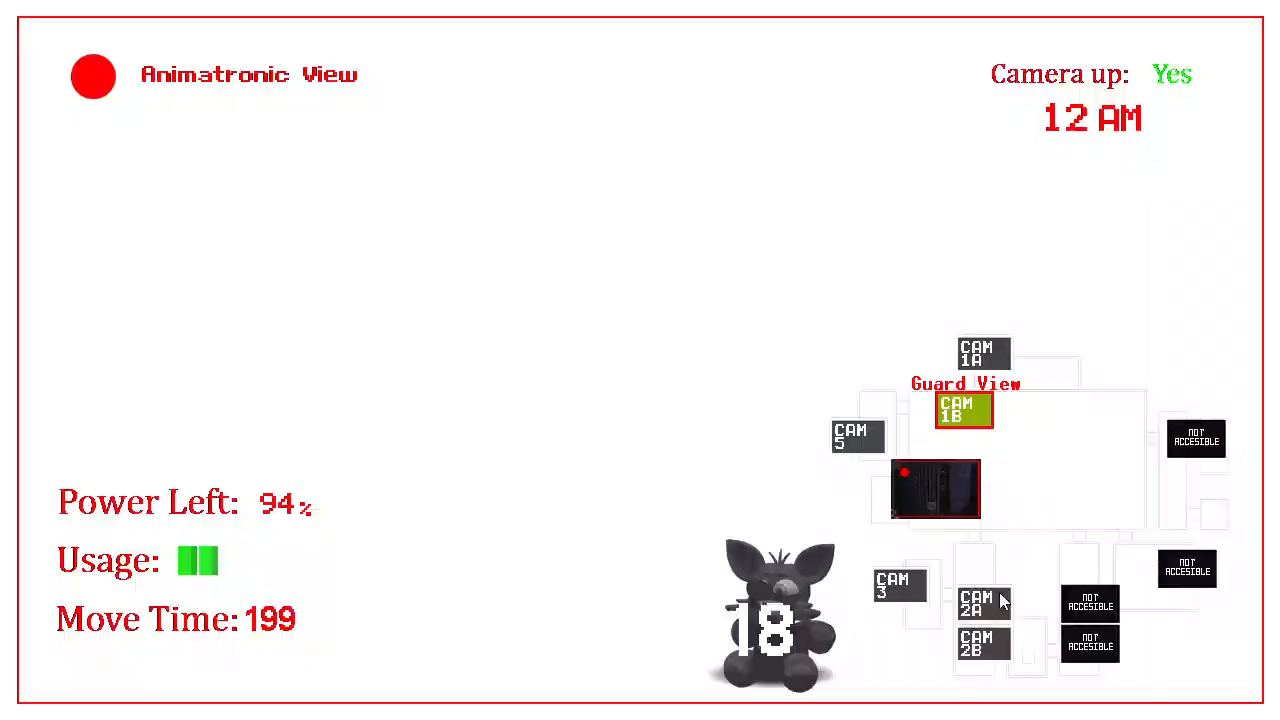 Animatronic View
Camera up: Yes
12 AM
CAM
1A
Guard View
CAM
1B
CAM
5
NOT
ACCESIBLE
Power Left: 94%
Usage:
Move Time: 199
18
CAM
3
CAM
2A
CAM
2B
NOT
ACCESIBLE
NOT
ACCESIBLE
NOT
ACCESIBLE